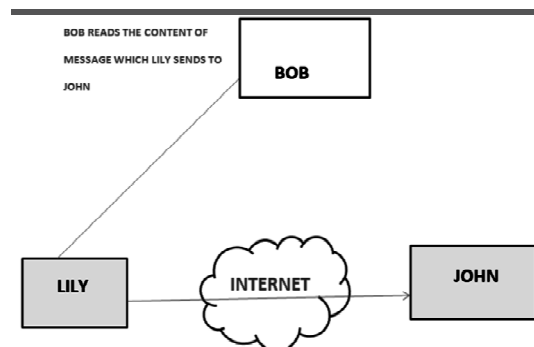 BOB READS THE CONTENT OF
MESSAGE WHICH LILY SENDS TO
JOHN
BOB
LILY
INTERNET
JOHN